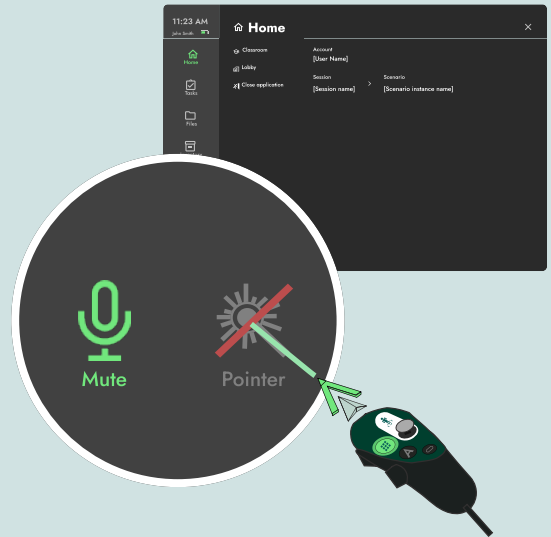 11:23 AM
John Smith
Home
Tasks
Files
Home
Classroom
Lobby
Close application
Account
[User Name]
Session
[Session name]
Scenario
[Scenario instance name]
Mute
Pointer
A